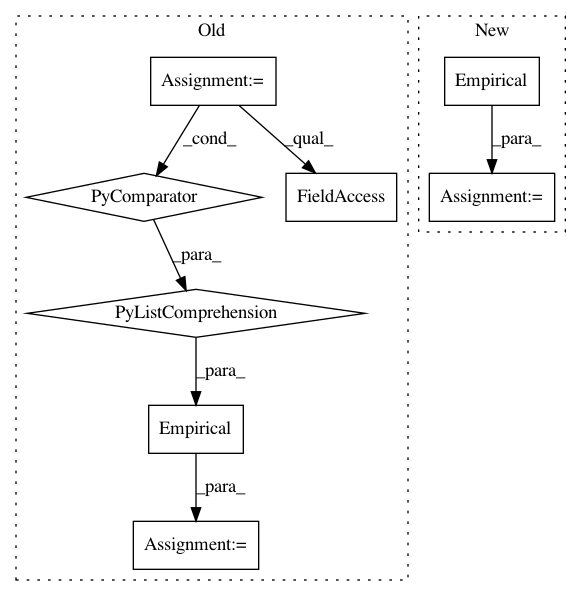 Old
New
Assignment:=
Empirical
_cond_
_qual_
_para_
PyComparator
FieldAccess
Assignment:=
_para_
PyListComprehension
_para_
Empirical
_para_
Assignment:=